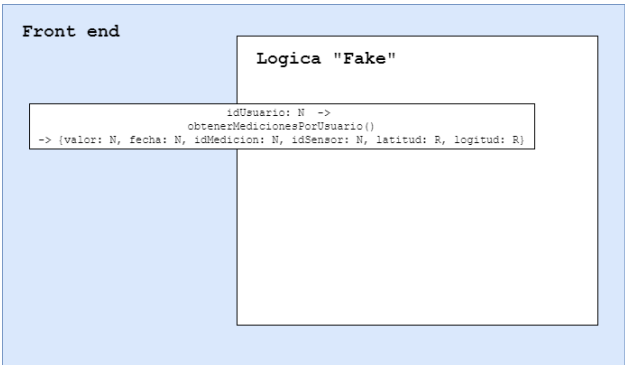 Front end
Logica "Fake"
idUsuario: N ->
obtenerMedicionesPorUsuario()
-> {valor: N, fecha: N, idMedicion: N, idSensor: N, latitud: R, logitud: R}